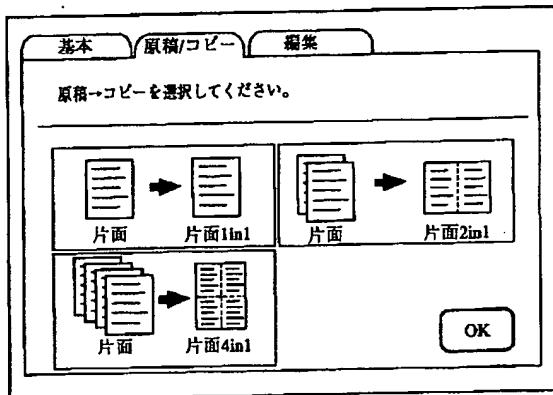 基本
原稿/コピー
編集
原稿→コピーを選択してください。
片面
片面1in1
片面
片面2in1
片面
片面4in1
OK